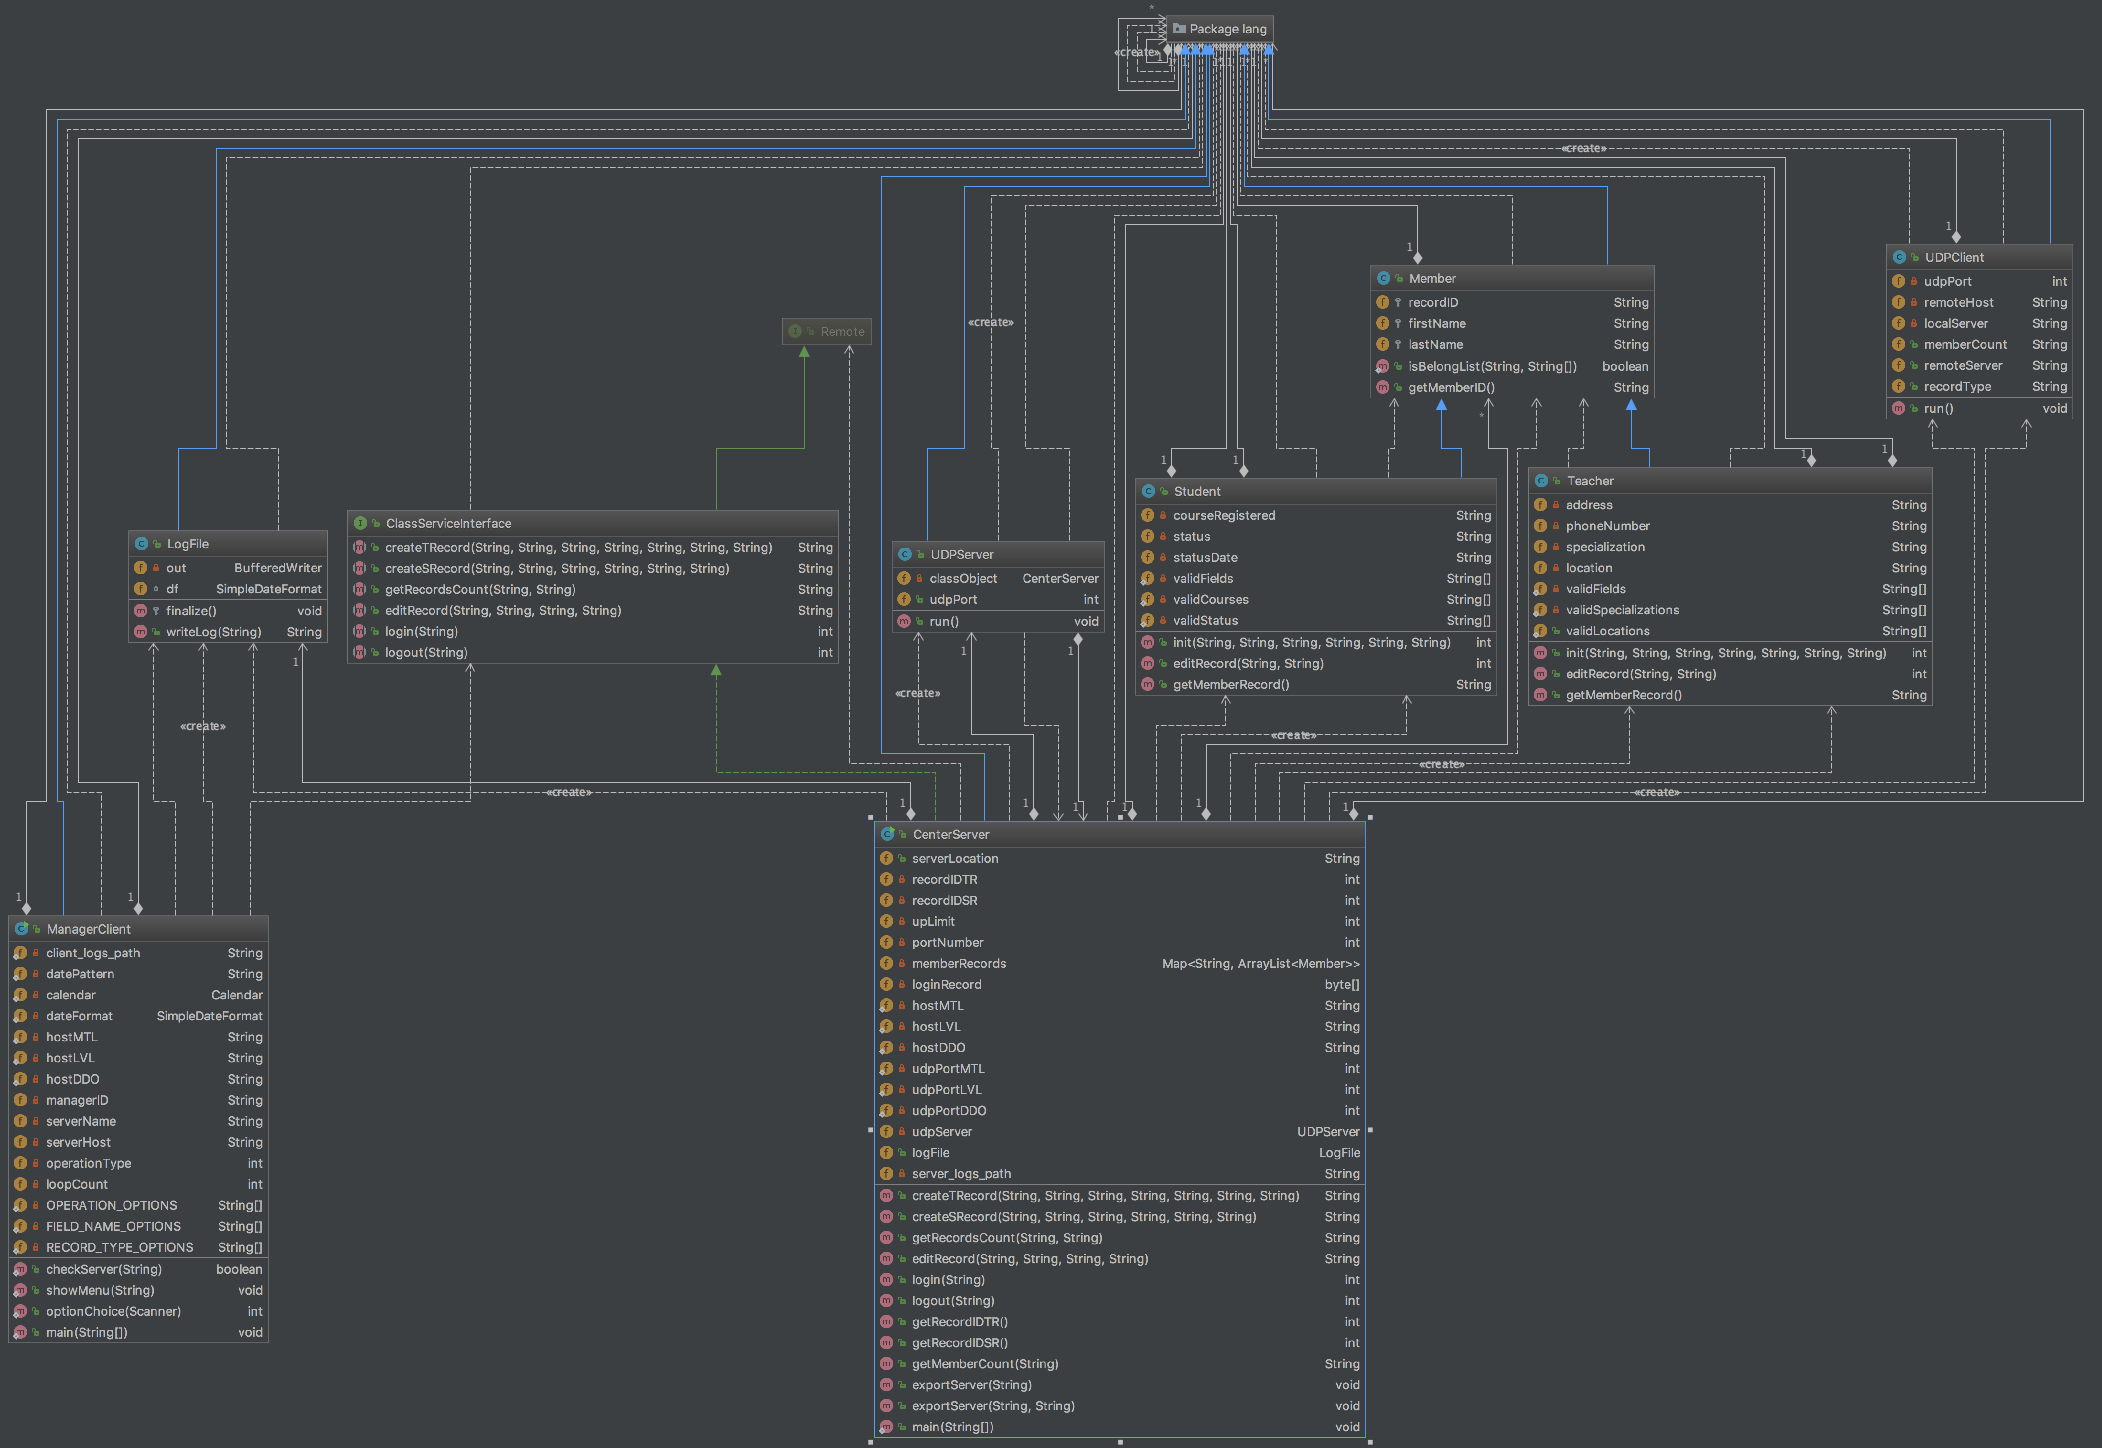 *
Package lang
1
«create»
1
1
1
1
1
*
«create»
1
1
Member
recordID String
firstName String
lastName String
isBelongList(String, String[]) boolean
getMemberID() String
*
UDPClient
udpPort int
remoteHost String
localServer String
memberCount String
remoteServer String
recordType String
run() void
Remote
«create»
1
1
1
1
LogFile
out BufferedWriter
df SimpleDateFormat
finalize() void
writeLog(String) String
1
ClassServiceInterface
createTRecord(String, String, String, String, String, String, String) String
createSRecord(String, String, String, String, String, String) String
getRecordsCount(String, String) String
editRecord(String, String, String, String) String
login(String) int
logout(String) int
UDPServer
classObject CenterServer
udpPort int
run() void
1
1
Student
courseRegistered String
status String
statusDate String
validFields String[]
validCourses String[]
validStatus String[]
init(String, String, String, String, String, String) int
editRecord(String, String) int
getMemberRecord() String
Teacher
address String
phoneNumber String
specialization String
location String
validFields String[]
validSpecializations String[]
validLocations String[]
init(String, String, String, String, String, String, String) int
editRecord(String, String) int
getMemberRecord() String
«create»
«create»
«create»
«create»
«create»
«create»
1
1
1
1
1
1
1
1
ManagerClient
client_logs_path String
datePattern String
calendar Calendar
dateFormat SimpleDateFormat
hostMTL String
hostLVL String
hostDDO String
managerID String
serverName String
serverHost String
operationType int
loopCount int
OPERATION_OPTIONS String[]
FIELD_NAME_OPTIONS String[]
RECORD_TYPE_OPTIONS String[]
checkServer(String) boolean
showMenu(String) void
optionChoice(Scanner) int
main(String[]) void
CenterServer
serverLocation String
recordIDTR int
recordIDSR int
upLimit int
portNumber int
memberRecords Map<String, ArrayList<Member>>
loginRecord byte[]
hostMTL String
hostLVL String
hostDDO String
udpPortMTL int
udpPortLVL int
udpPortDDO int
udpServer UDPServer
logFile LogFile
server_logs_path String
createTRecord(String, String, String, String, String, String, String) String
createSRecord(String, String, String, String, String, String) String
getRecordsCount(String, String) String
editRecord(String, String, String, String) String
login(String) int
logout(String) int
getRecordIDTR() int
getRecordIDSR() int
getMemberCount(String) String
exportServer(String) void
exportServer(String, String) void
main(String[]) void